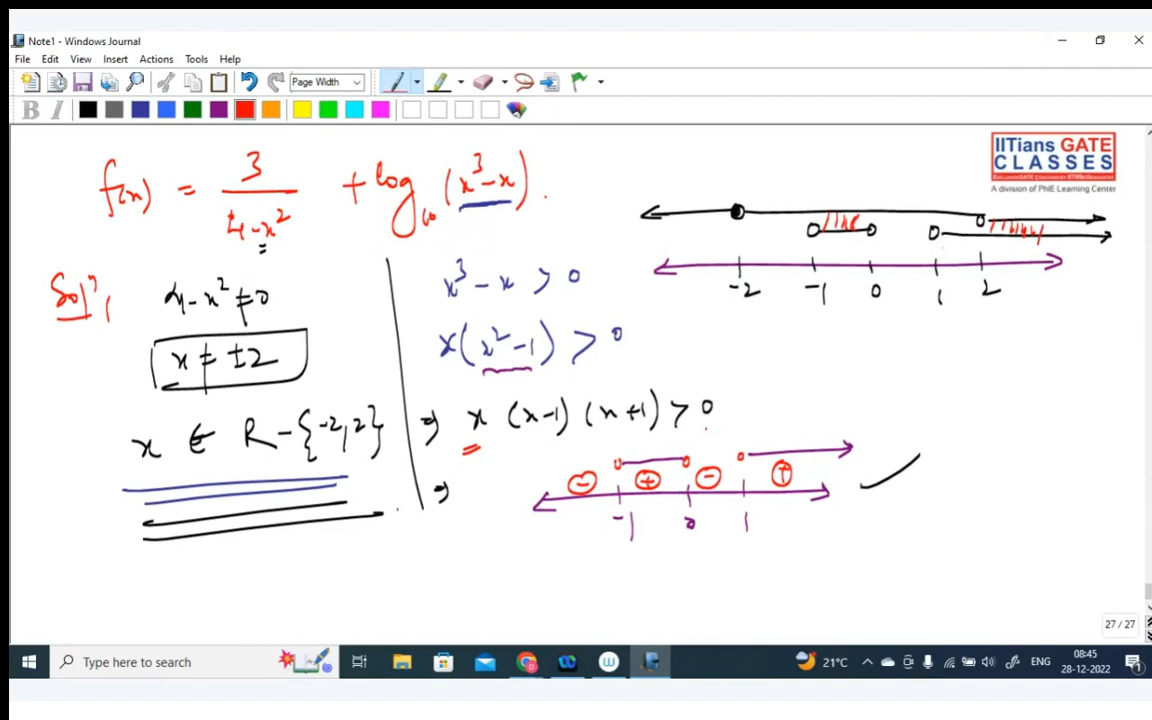 Note1 - Windows Journal
File Edit View Insert Actions Tools Help
Page Width
B I
IITians GATE
CLASSES
A division of PhIE Learning Center
f(x) = 3 / 4-x² + log₁₀ (x³-x).
Solⁿ,
4-x² ≠ 0
x ≠ ±2
x ∈ R-{-2,2}
x³ - x > 0
x(x²-1) > 0
⇒ x (x-1) (x+1) > 0
⇒
- + - +
-1 0 1
-2 -1 0 1 2
27 / 27
Type here to search
21°C
ENG
08:45
28-12-2022